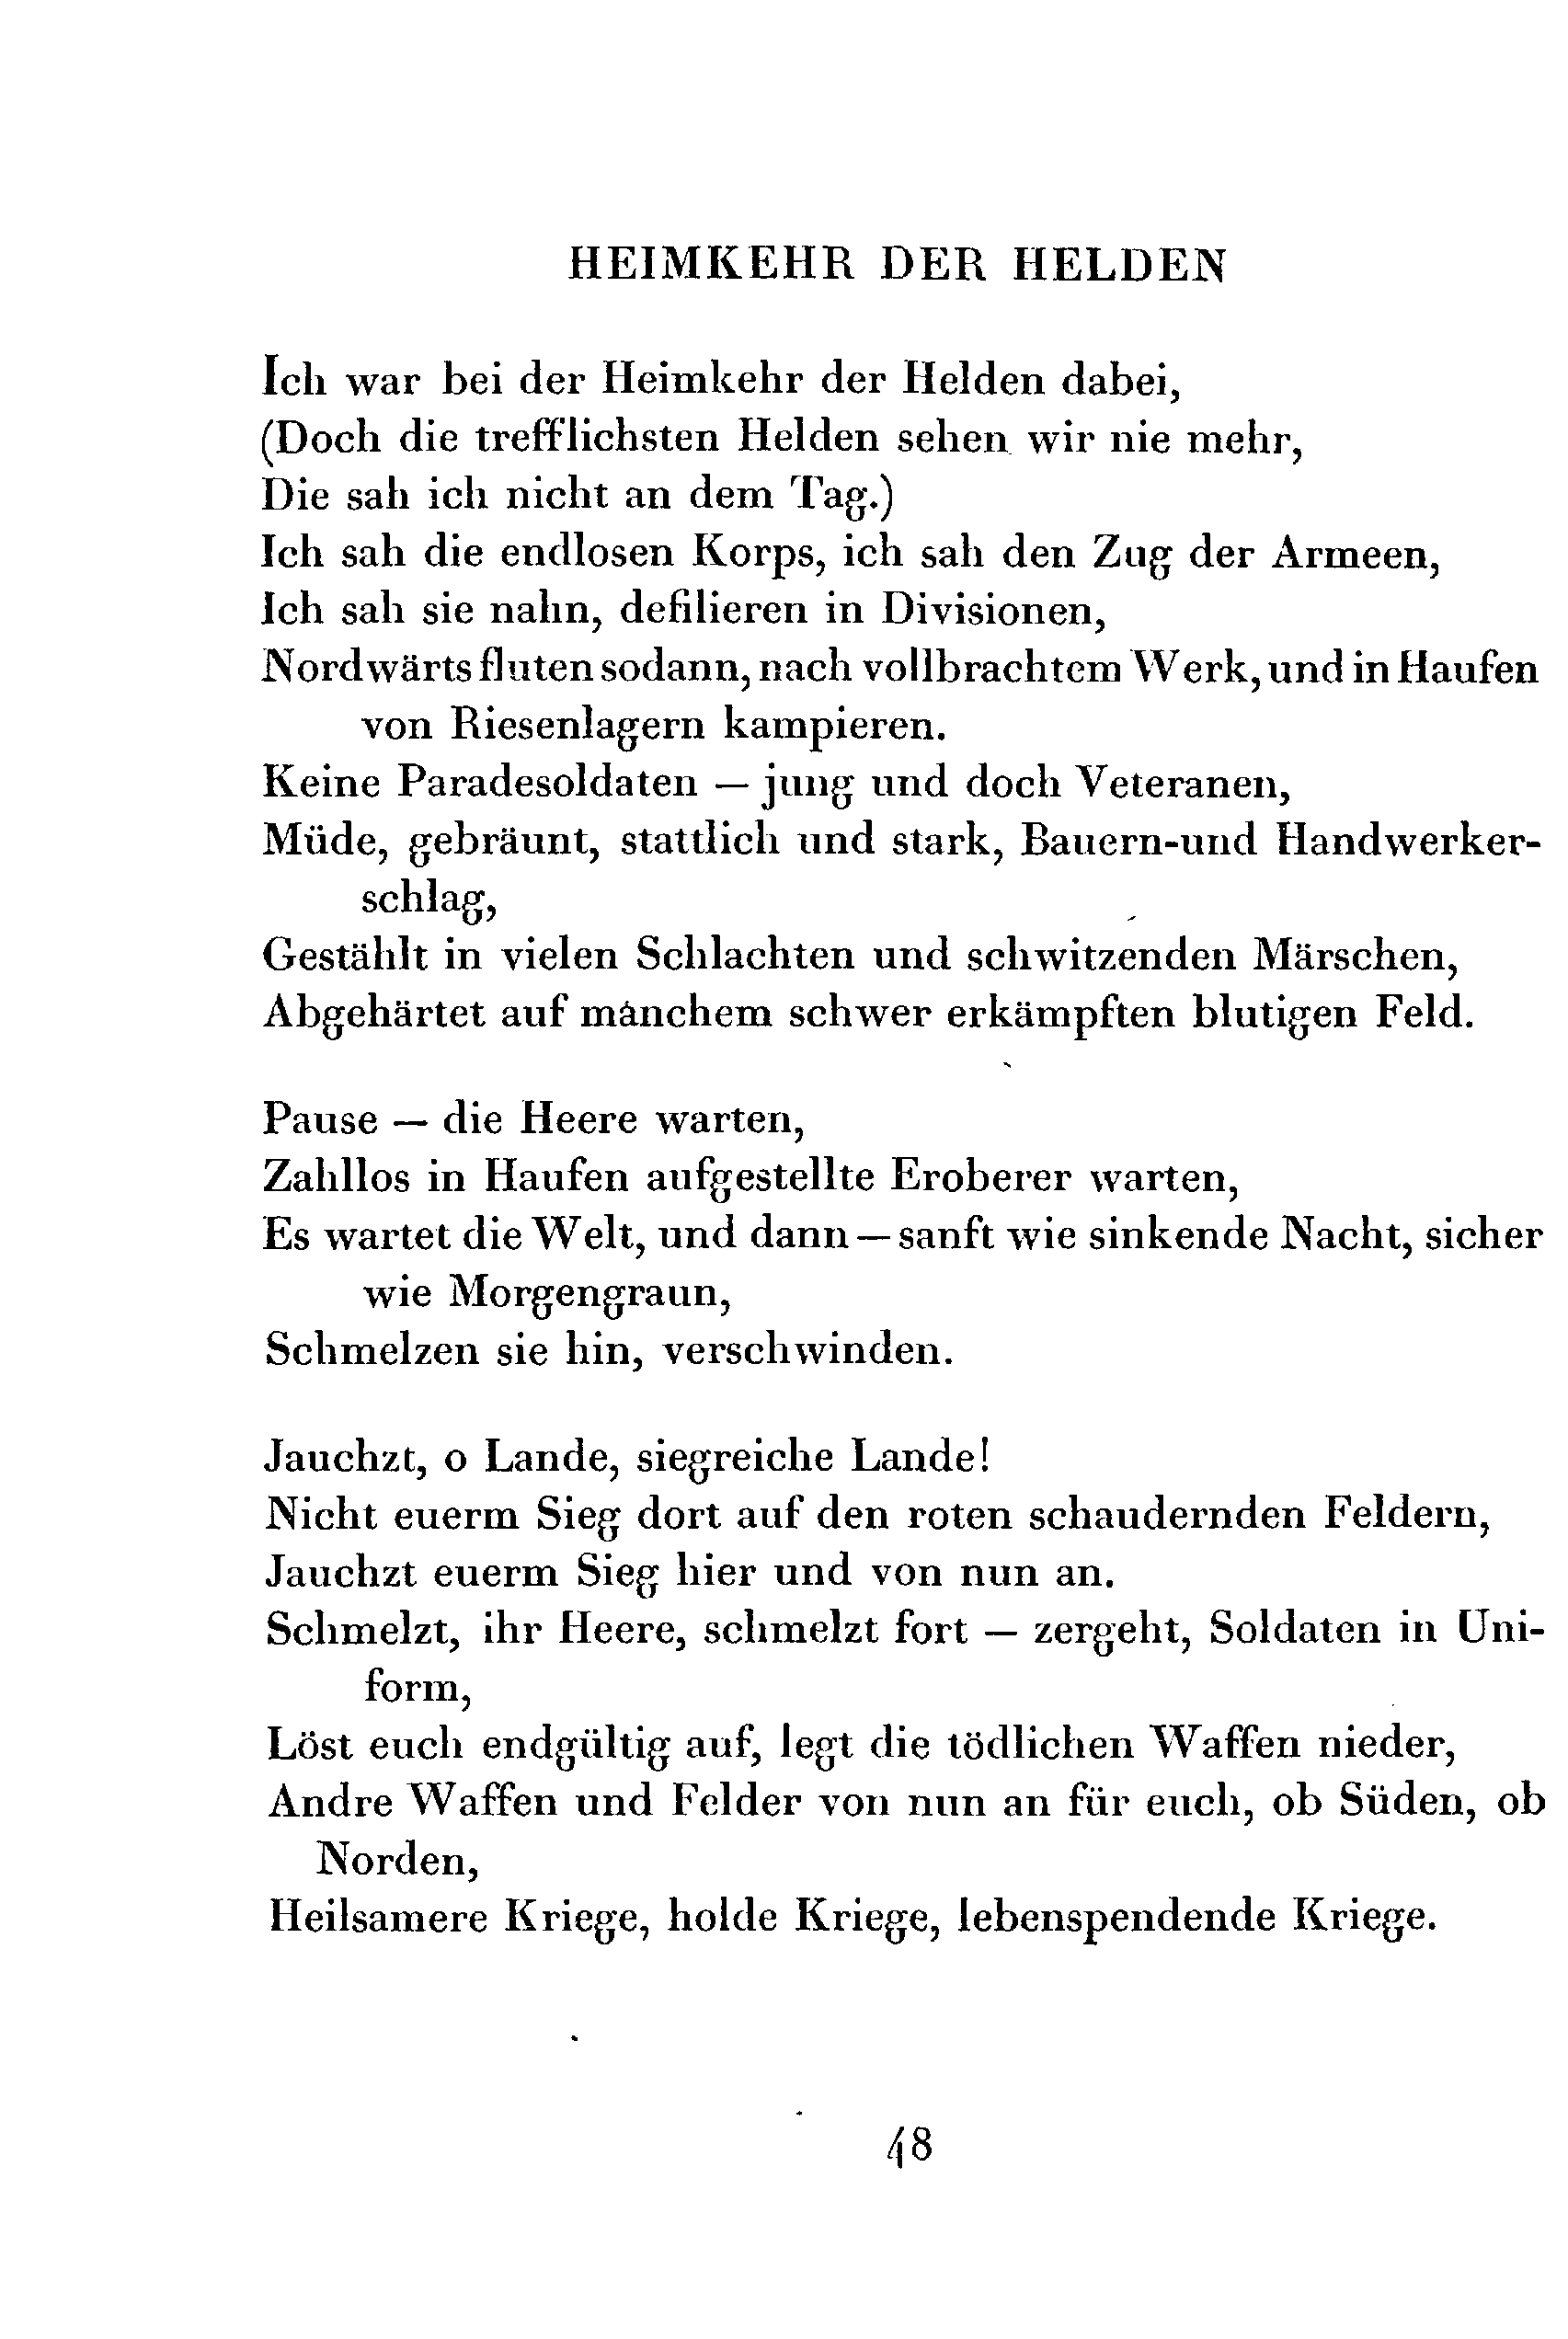 HEIMKEHR DER HELDEN
Ich war bei der Heimkehr der Helden dabei,
(Doch die trefflichsten Helden sehen wir nie mehr,
Die sah ich nicht an dem Tag.)
Ich sah die endlosen Korps, ich sah den Zug der Armeen,
Ich sah sie nahn, defilieren in Divisionen,
Nordwärts fluten sodann, nach vollbrachtem Werk, und in Haufen
von Riesenlagern kampieren.
Keine Paradesoldaten — jung und doch Veteranen,
Müde, gebräunt, stattlich und stark, Bauern-und Handwerker-
schlag,
Gestählt in vielen Schlachten und schwitzenden Märschen,
Abgehärtet auf manchem schwer erkämpften blutigen Feld.
Pause — die Heere warten,
Zahllos in Haufen aufgestellte Eroberer warten,
Es wartet die Welt, und dann — sanft wie sinkende Nacht, sicher
wie Morgengraun,
Schmelzen sie hin, verschwinden.
Jauchzt, o Lande, siegreiche Lande!
Nicht euerm Sieg dort auf den roten schaudernden Feldern,
Jauchzt euerm Sieg hier und von nun an.
Schmelzt, ihr Heere, schmelzt fort — zergeht, Soldaten in Uni-
form,
Löst euch endgültig auf, legt die tödlichen Waffen nieder,
Andre Waffen und Felder von nun an für euch, ob Süden, ob
Norden,
Heilsamere Kriege, holde Kriege, lebenspendende Kriege.
48